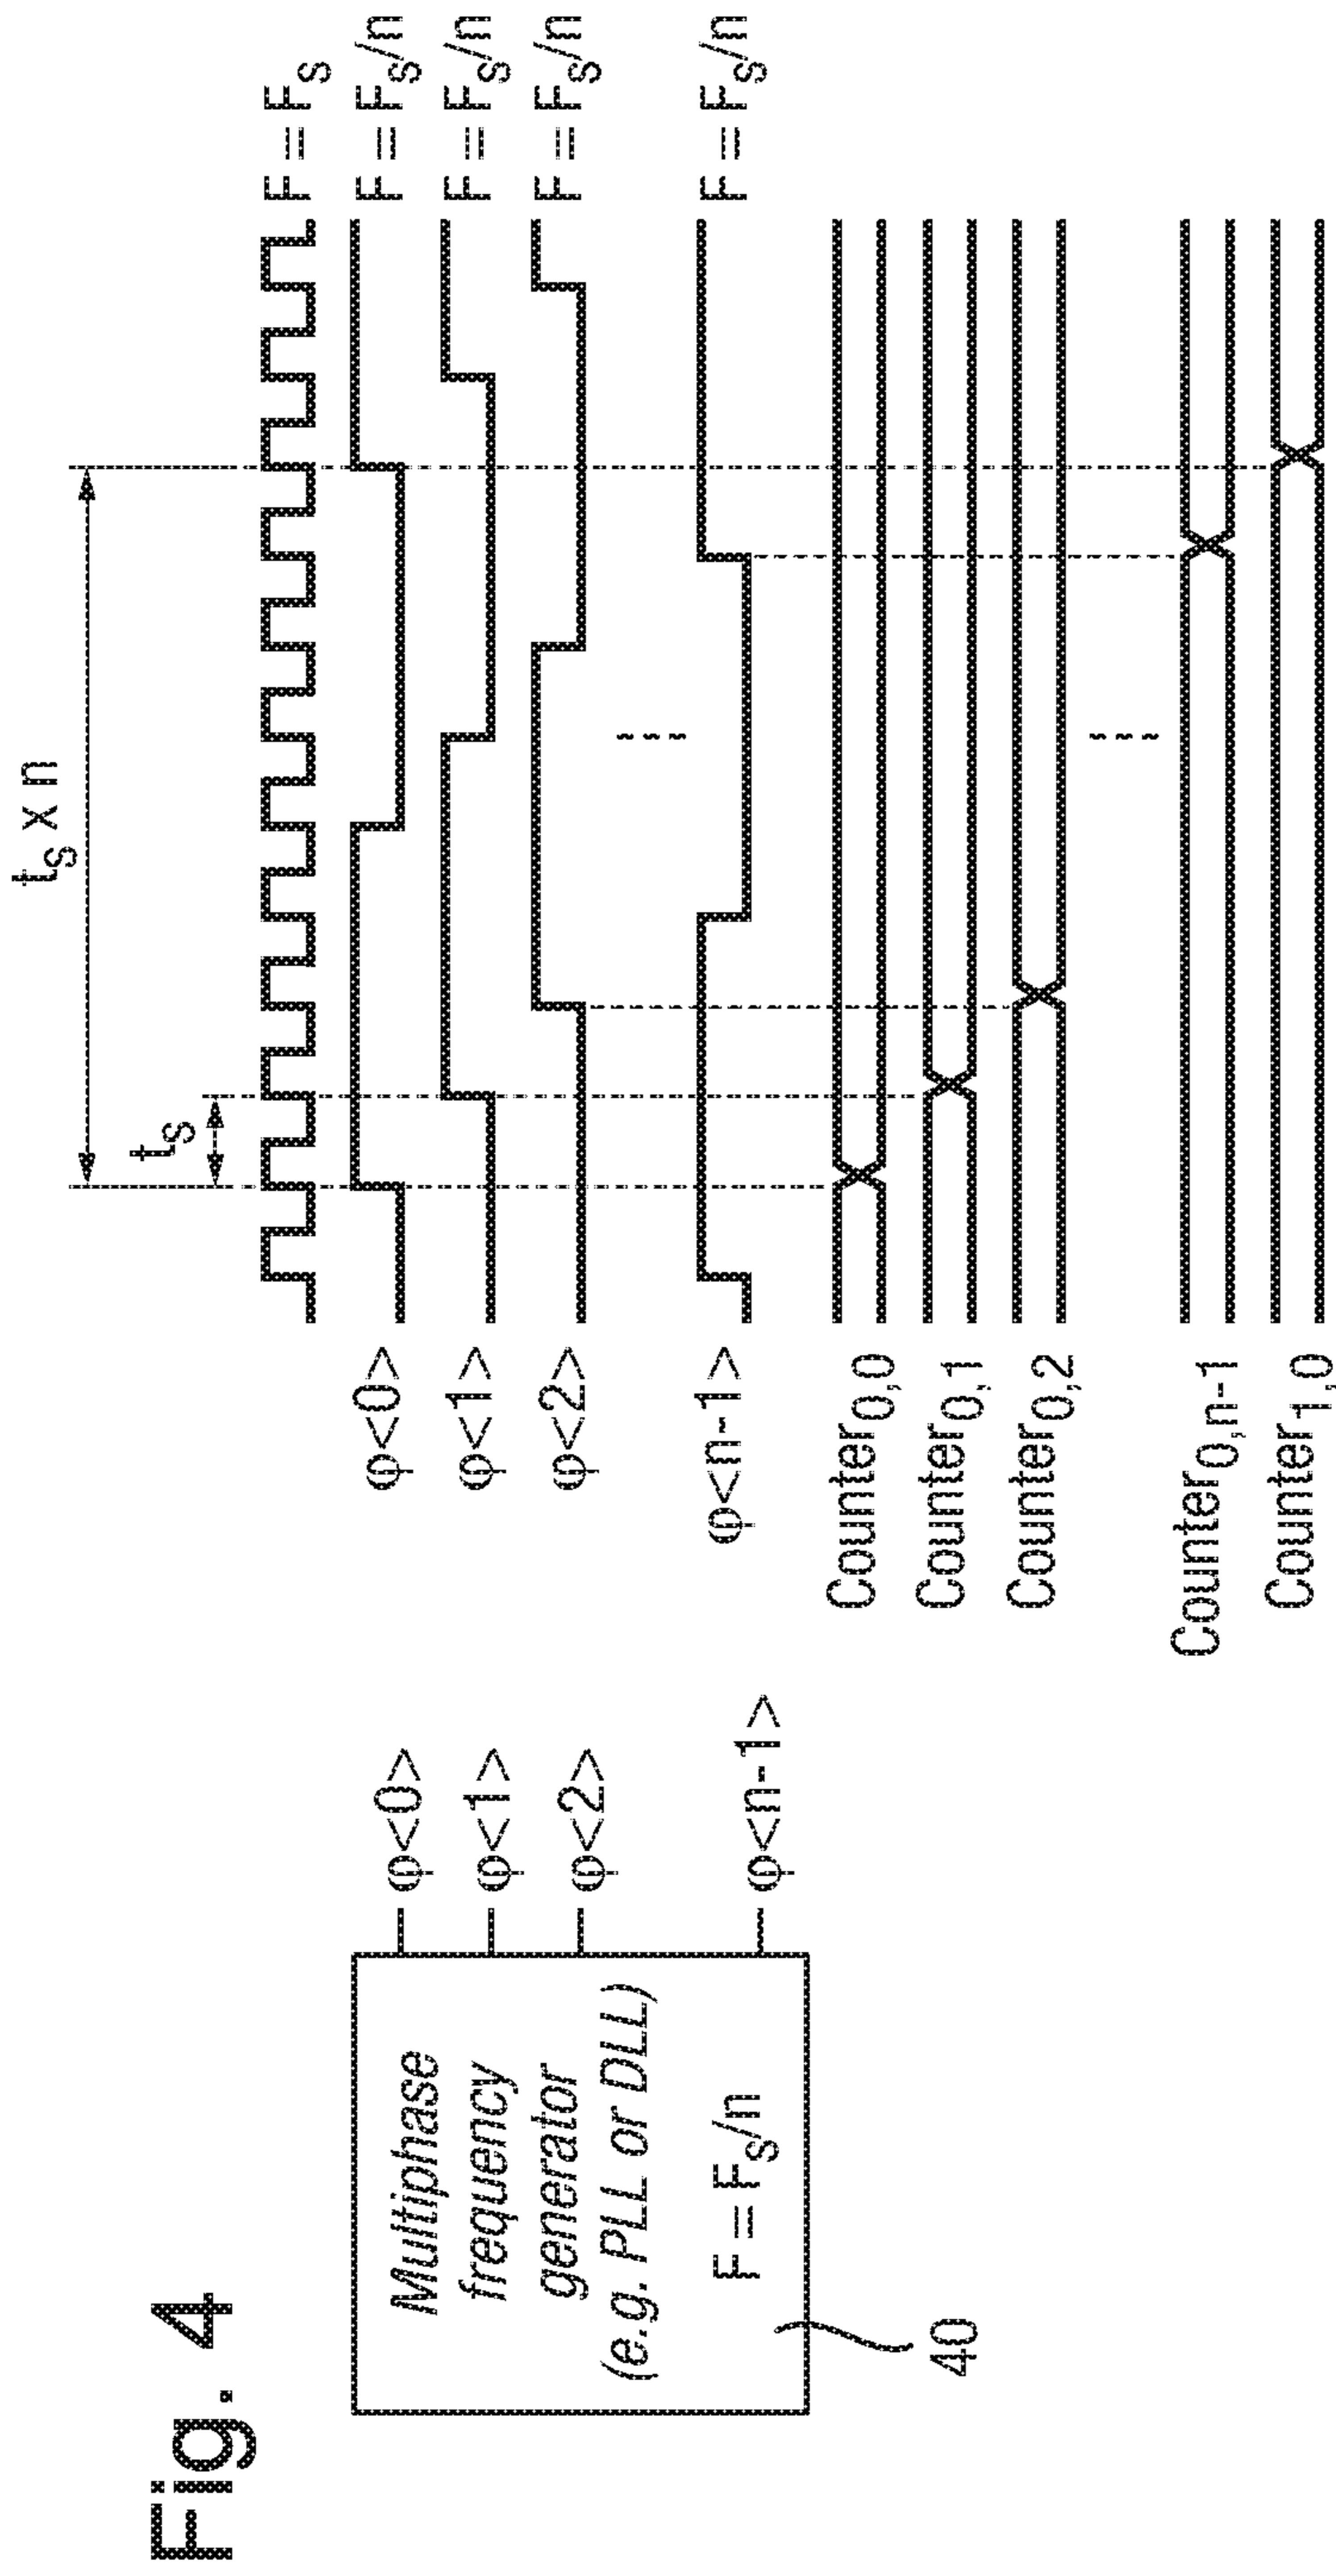 Fig. 4
Multiphase
frequency
generator
(e.g. PLL or DLL)
F = Fs/n
40
φ<0>
φ<1>
φ<2>
φ<n-1>
ts x n
ts
F = Fs
φ<0>
F = Fs/n
φ<1>
F = Fs/n
φ<2>
F = Fs/n
φ<n-1>
F = Fs/n
Counter0,0
Counter0,1
Counter0,2
Counter0,n-1
Counter1,0